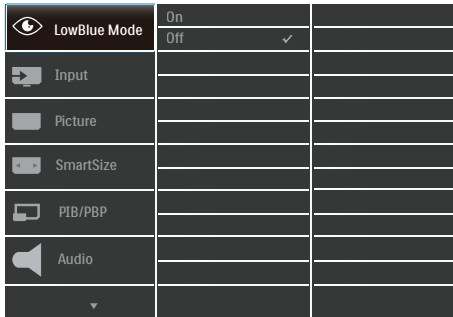 LowBlue Mode
On
Off
Input
Picture
SmartSize
PIB/PBP
Audio